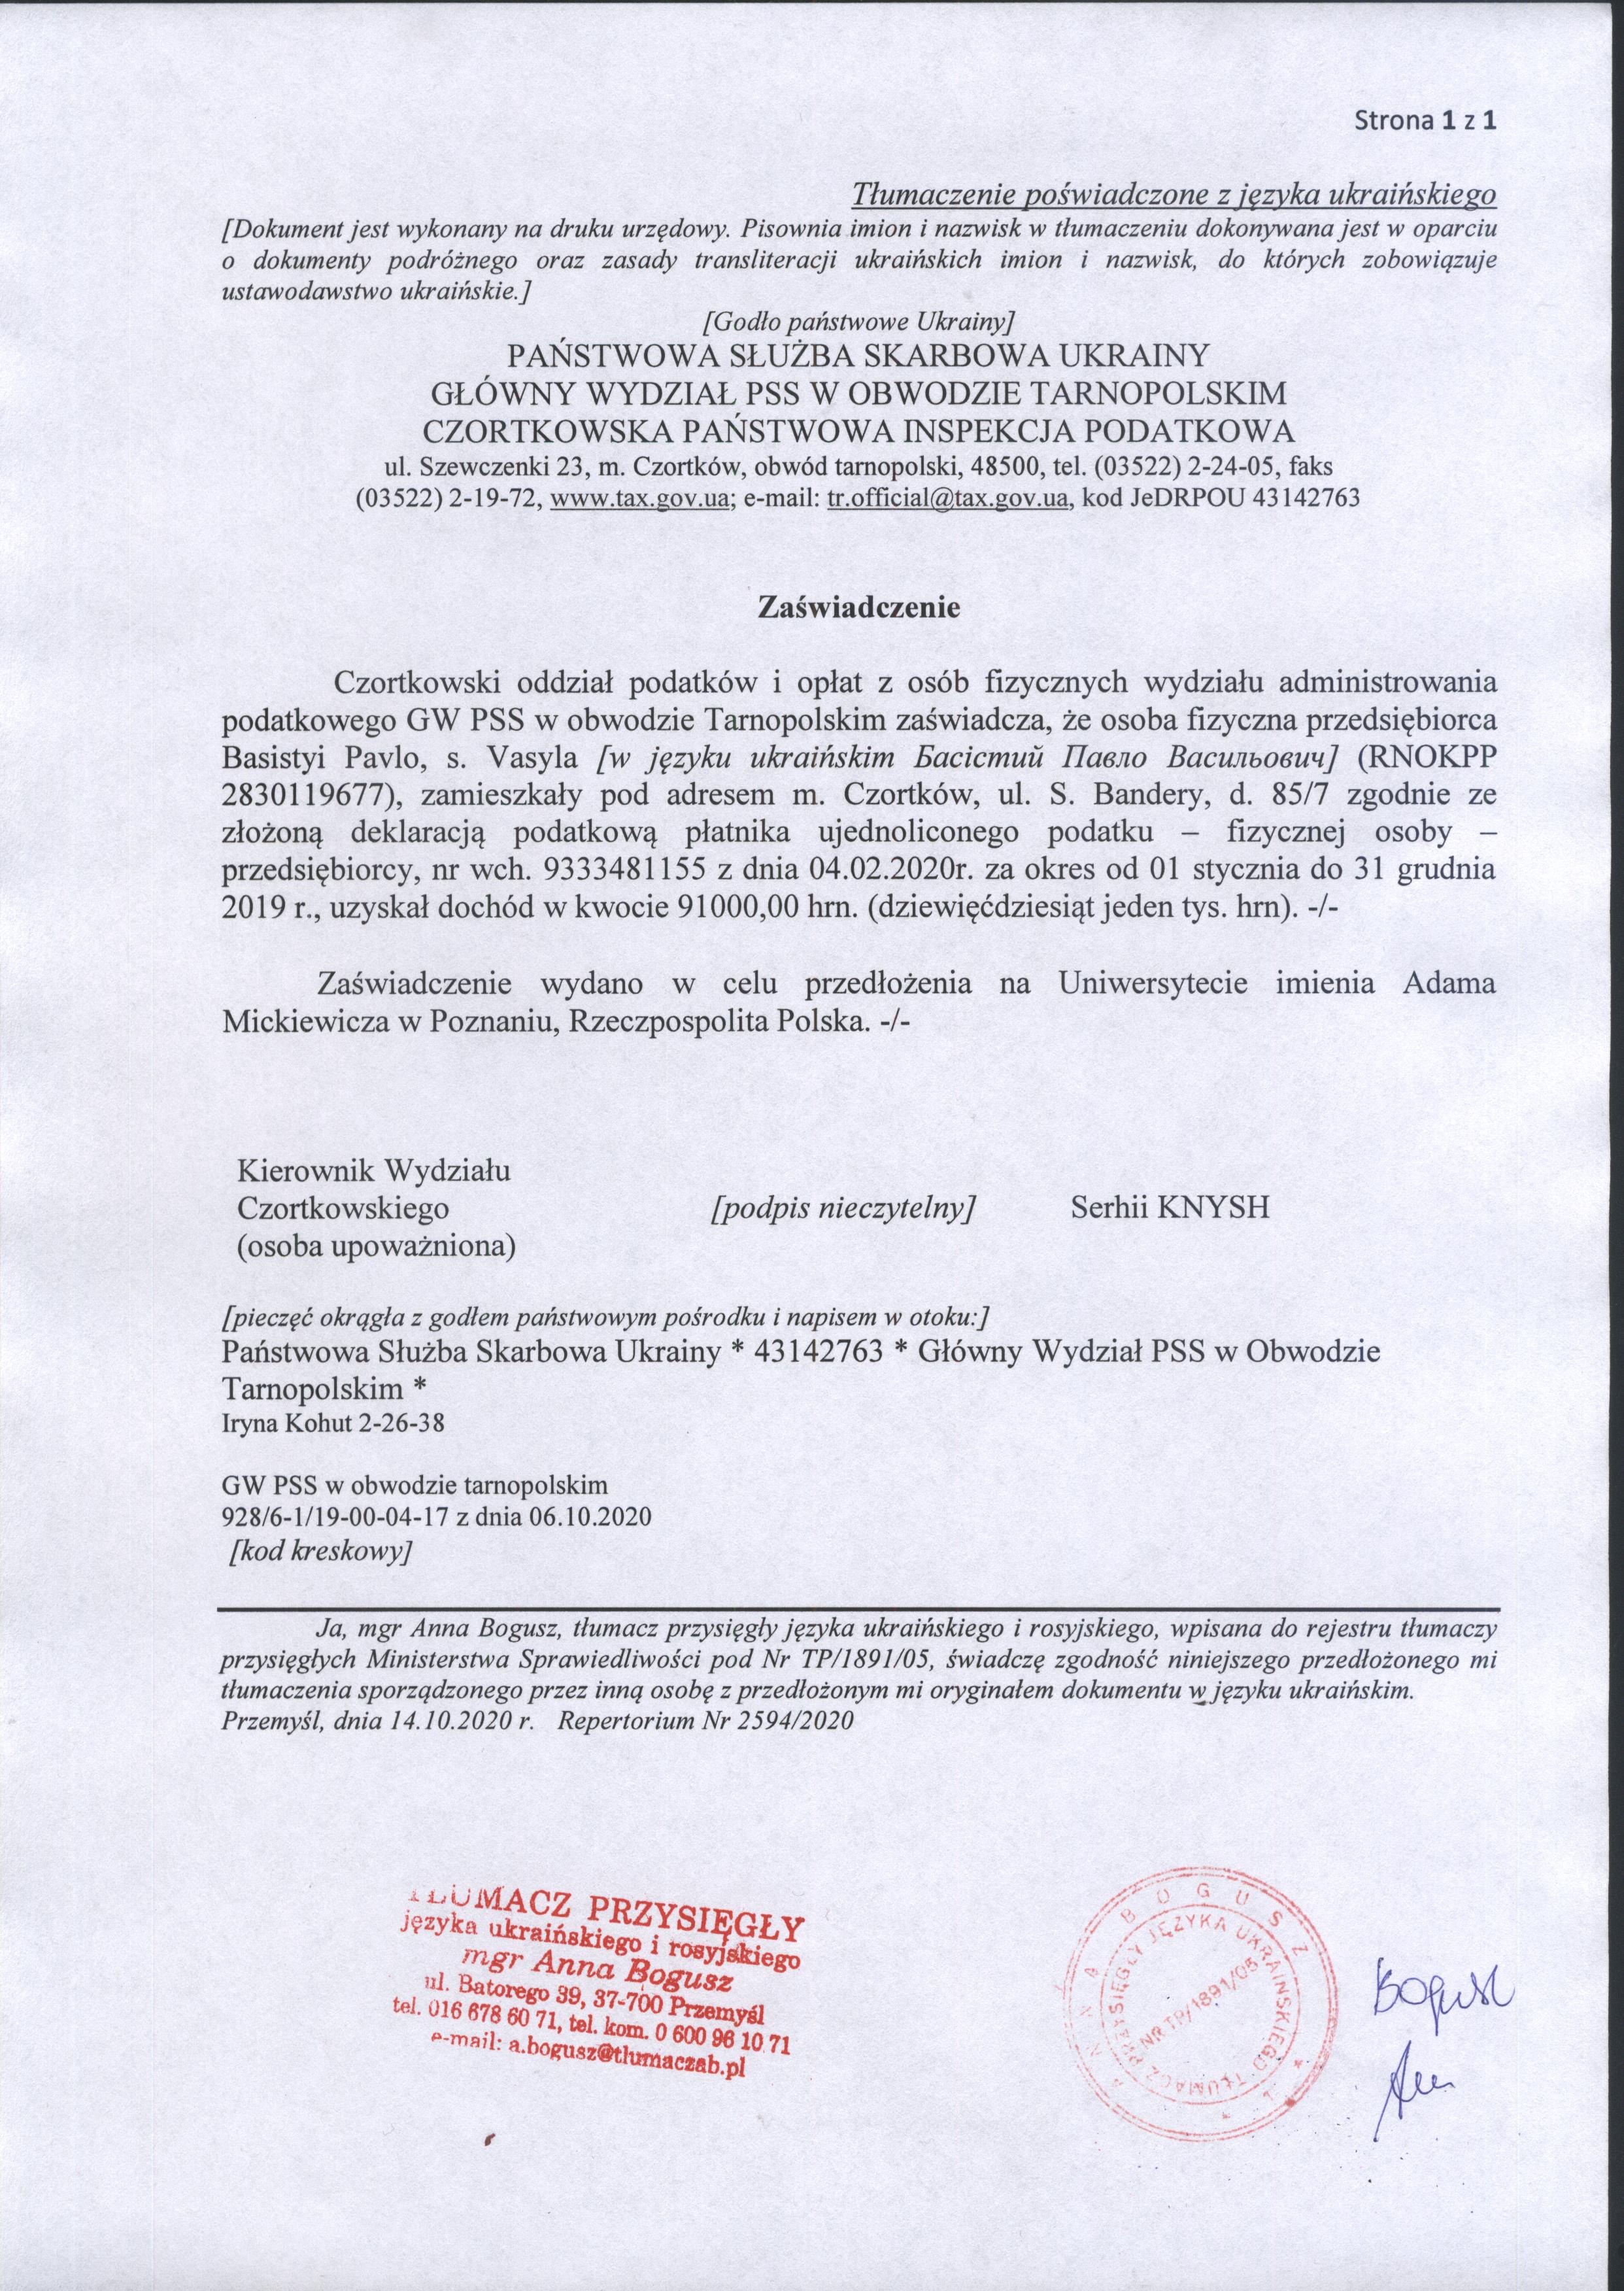 Strona 1 z 1
Tłumaczenie poświadczone z języka ukraińskiego
[Dokument jest wykonany na druku urzędowy. Pisownia imion i nazwisk w tłumaczeniu dokonywana jest w oparciu
o dokumenty podróżnego oraz zasady transliteracji ukraińskich imion i nazwisk, do których zobowiązuje
ustawodawstwo ukraińskie.]
[Godło państwowe Ukrainy]
PAŃSTWOWA SŁUŻBA SKARBOWA UKRAINY
GŁÓWNY WYDZIAŁ PSS W OBWODZIE TARNOPOLSKIM
CZORTKOWSKA PAŃSTWOWA INSPEKCJA PODATKOWA
ul. Szewczenki 23, m. Czortków, obwód tarnopolski, 48500, tel. (03522) 2-24-05, faks
(03522) 2-19-72, www.tax.gov.ua; e-mail: tr.official@tax.gov.ua, kod JeDRPOU 43142763
Zaświadczenie
Czortkowski oddział podatków i opłat z osób fizycznych wydziału administrowania
podatkowego GW PSS w obwodzie Tarnopolskim zaświadcza, że osoba fizyczna przedsiębiorca
Basistyi Pavlo, s. Vasyla [w języku ukraińskim Басістий Павло Васильович] (RNOKPP
2830119677), zamieszkały pod adresem m. Czortków, ul. S. Bandery, d. 85/7 zgodnie ze
złożoną deklaracją podatkową płatnika ujednoliconego podatku – fizycznej osoby –
przedsiębiorcy, nr wch. 9333481155 z dnia 04.02.2020r. za okres od 01 stycznia do 31 grudnia
2019 r., uzyskał dochód w kwocie 91000,00 hrn. (dziewięćdziesiąt jeden tys. hrn). -/-
Zaświadczenie wydano w celu przedłożenia na Uniwersytecie imienia Adama
Mickiewicza w Poznaniu, Rzeczpospolita Polska. -/-
Kierownik Wydziału
Czortkowskiego [podpis nieczytelny] Serhii KNYSH
(osoba upoważniona)
[pieczęć okrągła z godłem państwowym pośrodku i napisem w otoku:]
Państwowa Służba Skarbowa Ukrainy * 43142763 * Główny Wydział PSS w Obwodzie
Tarnopolskim *
Iryna Kohut 2-26-38
GW PSS w obwodzie tarnopolskim
928/6-1/19-00-04-17 z dnia 06.10.2020
[kod kreskowy]
Ja, mgr Anna Bogusz, tłumacz przysięgły języka ukraińskiego i rosyjskiego, wpisana do rejestru tłumaczy
przysięgłych Ministerstwa Sprawiedliwości pod Nr TP/1891/05, świadczę zgodność niniejszego przedłożonego mi
tłumaczenia sporządzonego przez inną osobę z przedłożonym mi oryginałem dokumentu w języku ukraińskim.
Przemyśl, dnia 14.10.2020 r. Repertorium Nr 2594/2020
TŁUMACZ PRZYSIĘGŁY
języka ukraińskiego i rosyjskiego
mgr Anna Bogusz
ul. Batorego 39, 37-700 Przemyśl
tel. 016 678 60 71, tel. kom. 0 600 96 10 71
e-mail: a.bogusz@tlumaczab.pl
ANNA BOGUSZ
TŁUMACZ PRZYSIĘGŁY JĘZYKA UKRAIŃSKIEGO
NR TP/1891/05
Bogusz